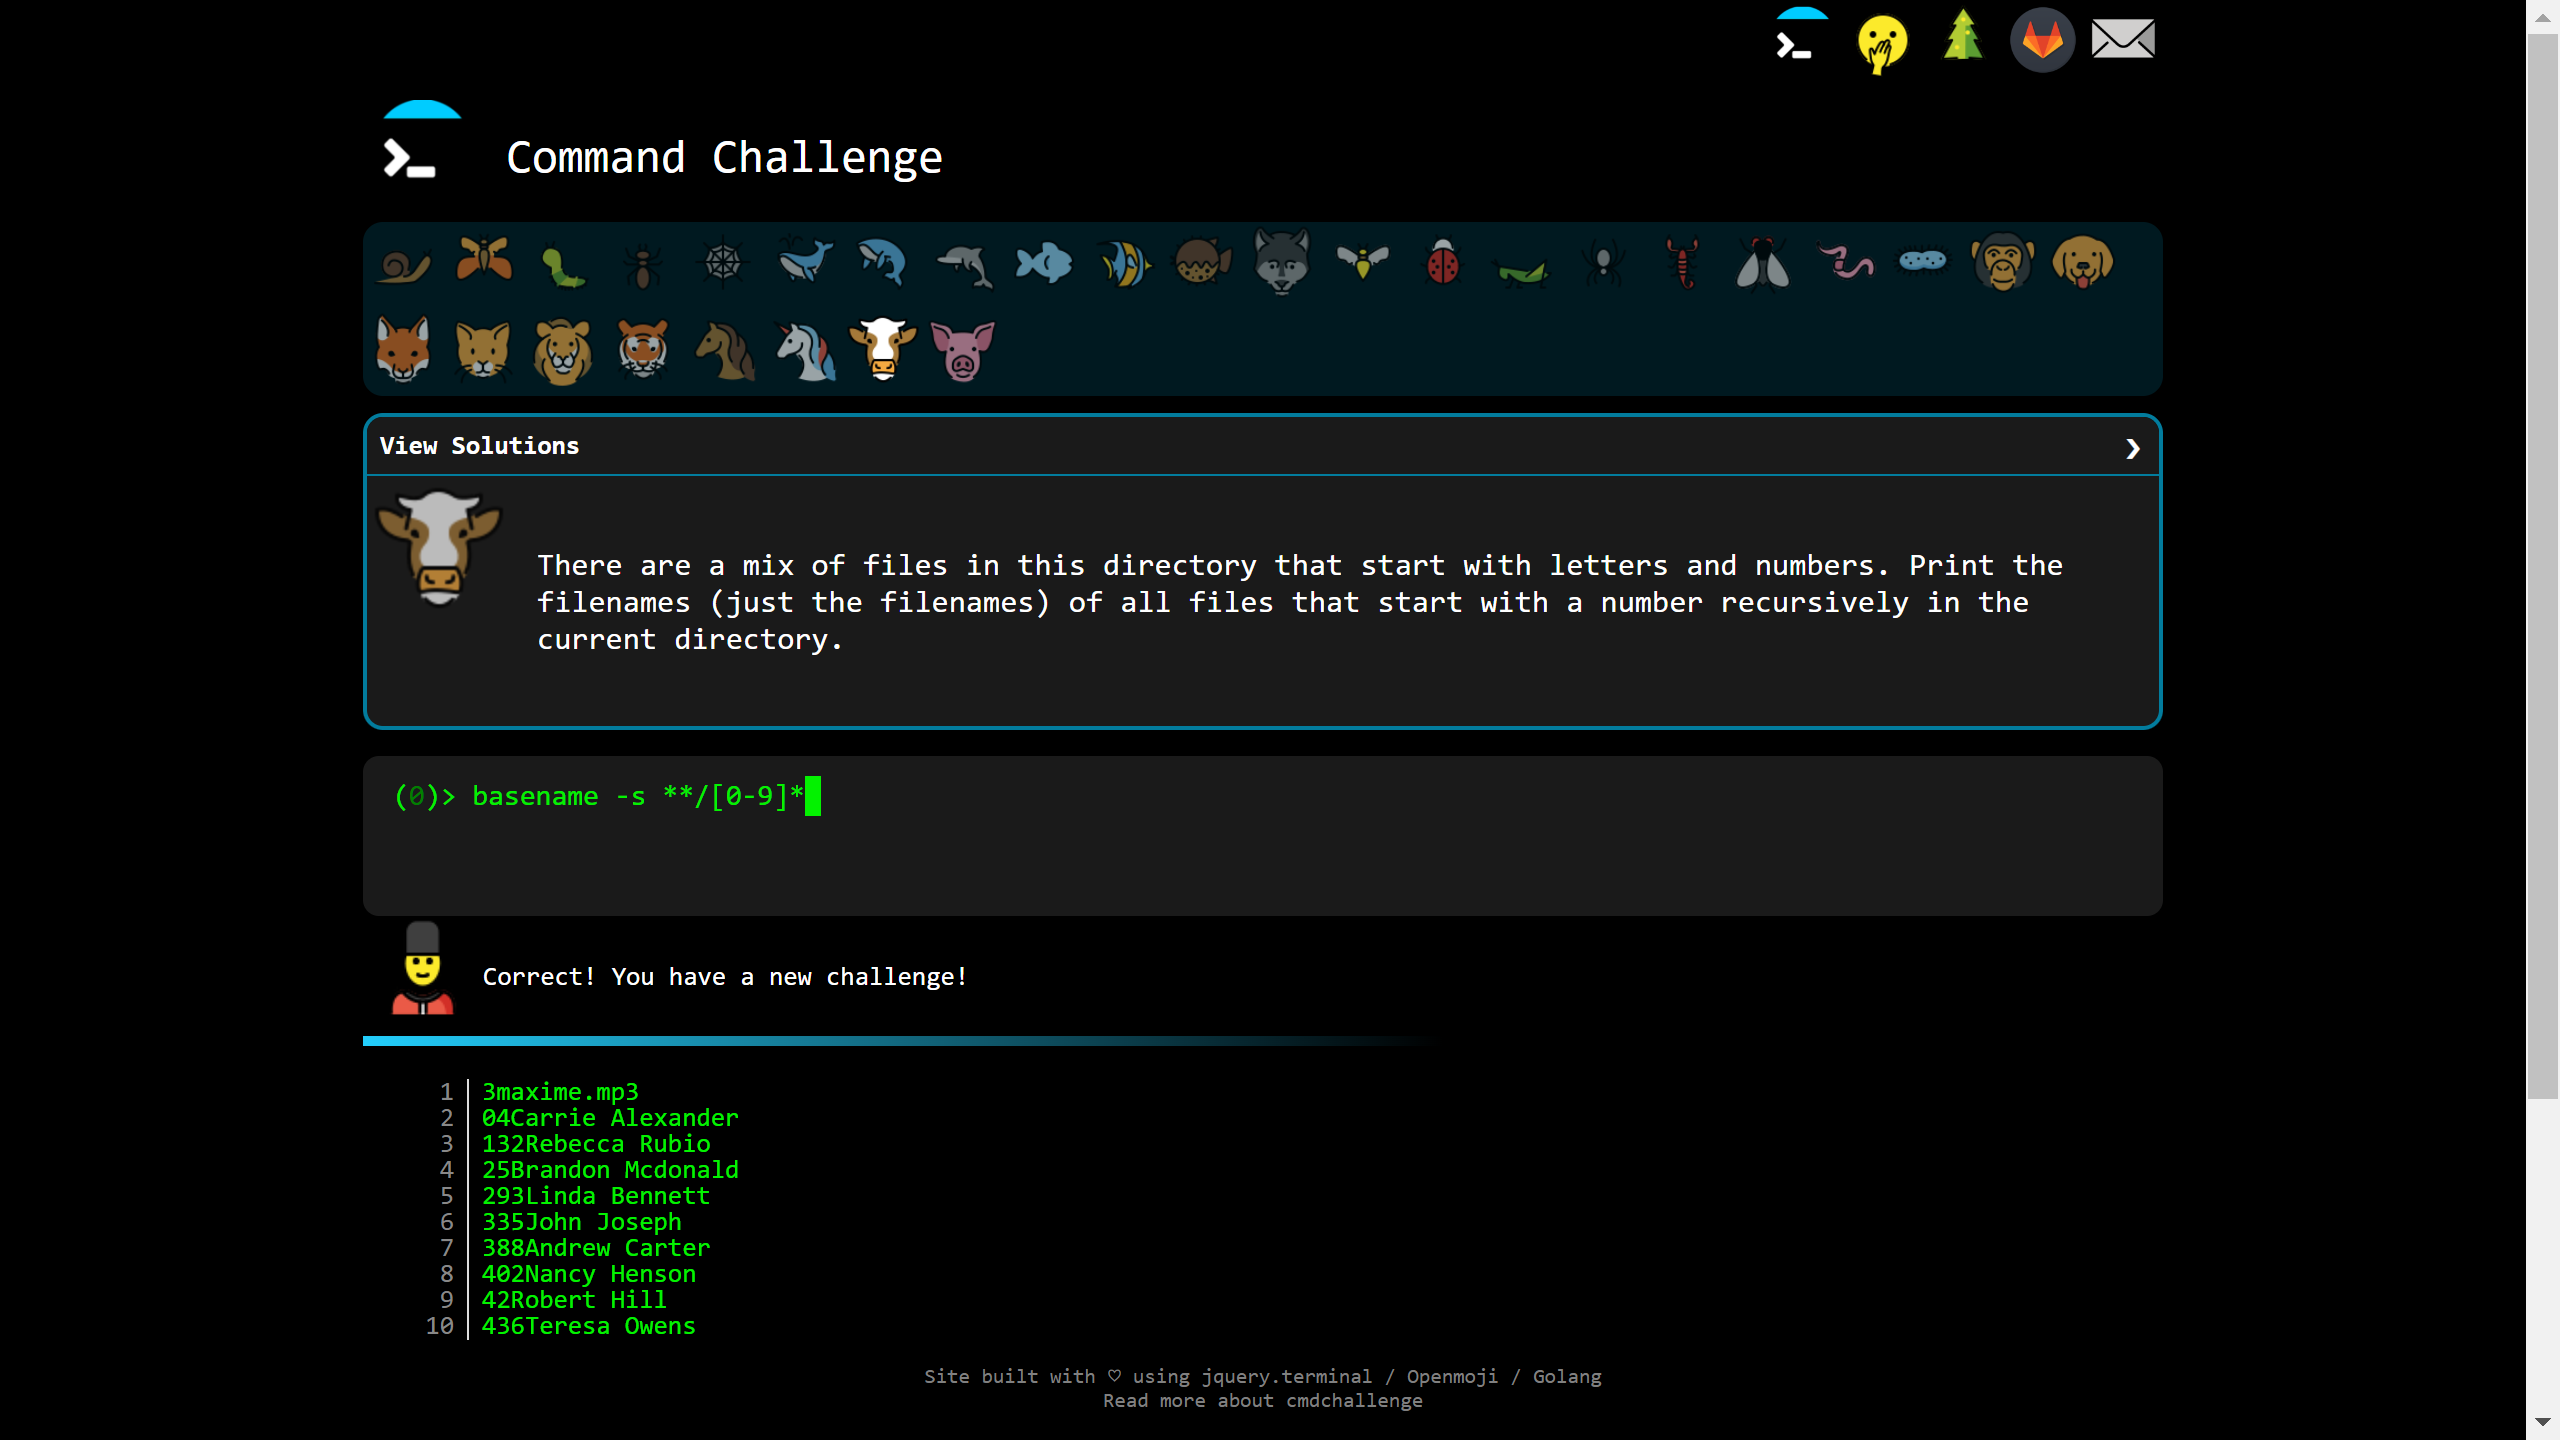 Command Challenge
View Solutions
There are a mix of files in this directory that start with letters and numbers. Print the
filenames (just the filenames) of all files that start with a number recursively in the
current directory.
(0)> basename -s **/[0-9]*
Correct! You have a new challenge!
1 3maxime.mp3
2 04Carrie Alexander
3 132Rebecca Rubio
4 25Brandon Mcdonald
5 293Linda Bennett
6 335John Joseph
7 388Andrew Carter
8 402Nancy Henson
9 42Robert Hill
10 436Teresa Owens
Site built with ♡ using jquery.terminal / Openmoji / Golang
Read more about cmdchallenge